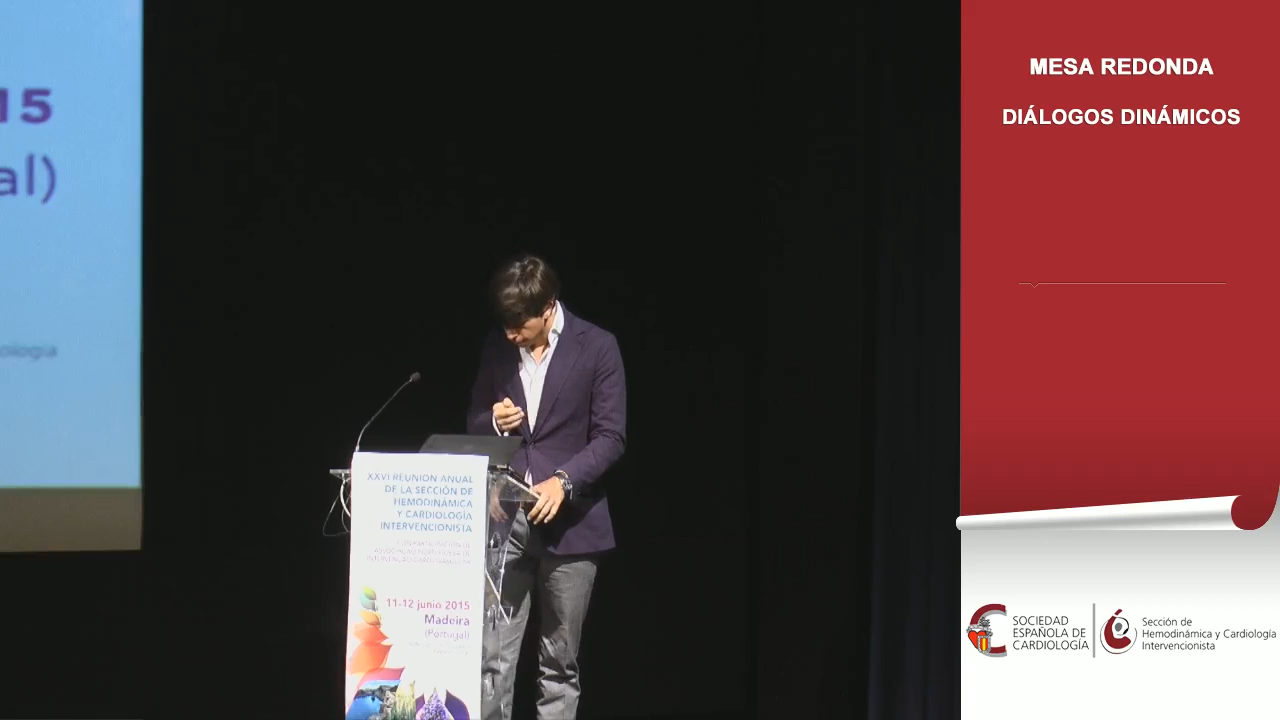 15
al)
ología
XXVI REUNIÓN ANUAL
DE LA SECCIÓN DE
HEMODINÁMICA
Y CARDIOLOGÍA
INTERVENCIONISTA
11-12 junio 2015
Madeira
(Portugal)
MESA REDONDA
DIÁLOGOS DINÁMICOS
SOCIEDAD
ESPAÑOLA DE
CARDIOLOGÍA
Sección de
Hemodinámica y Cardiología
Intervencionista